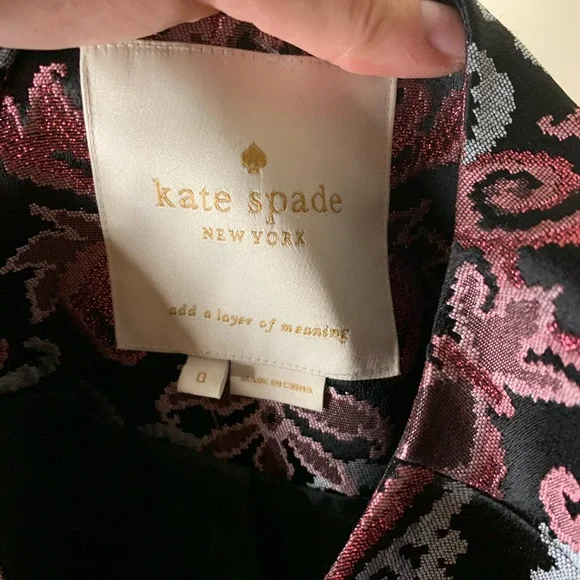 kate spade
NEW YORK
add a layer of meaning
0
MADE IN CHINA